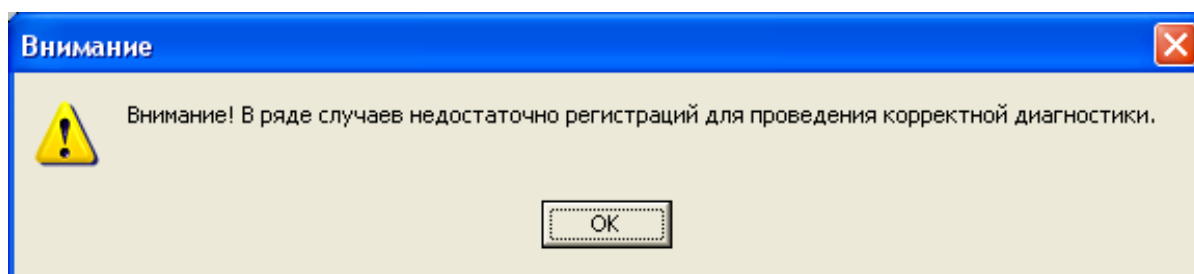 Внимание
Внимание! В ряде случаев недостаточно регистраций для проведения корректной диагностики.
OK